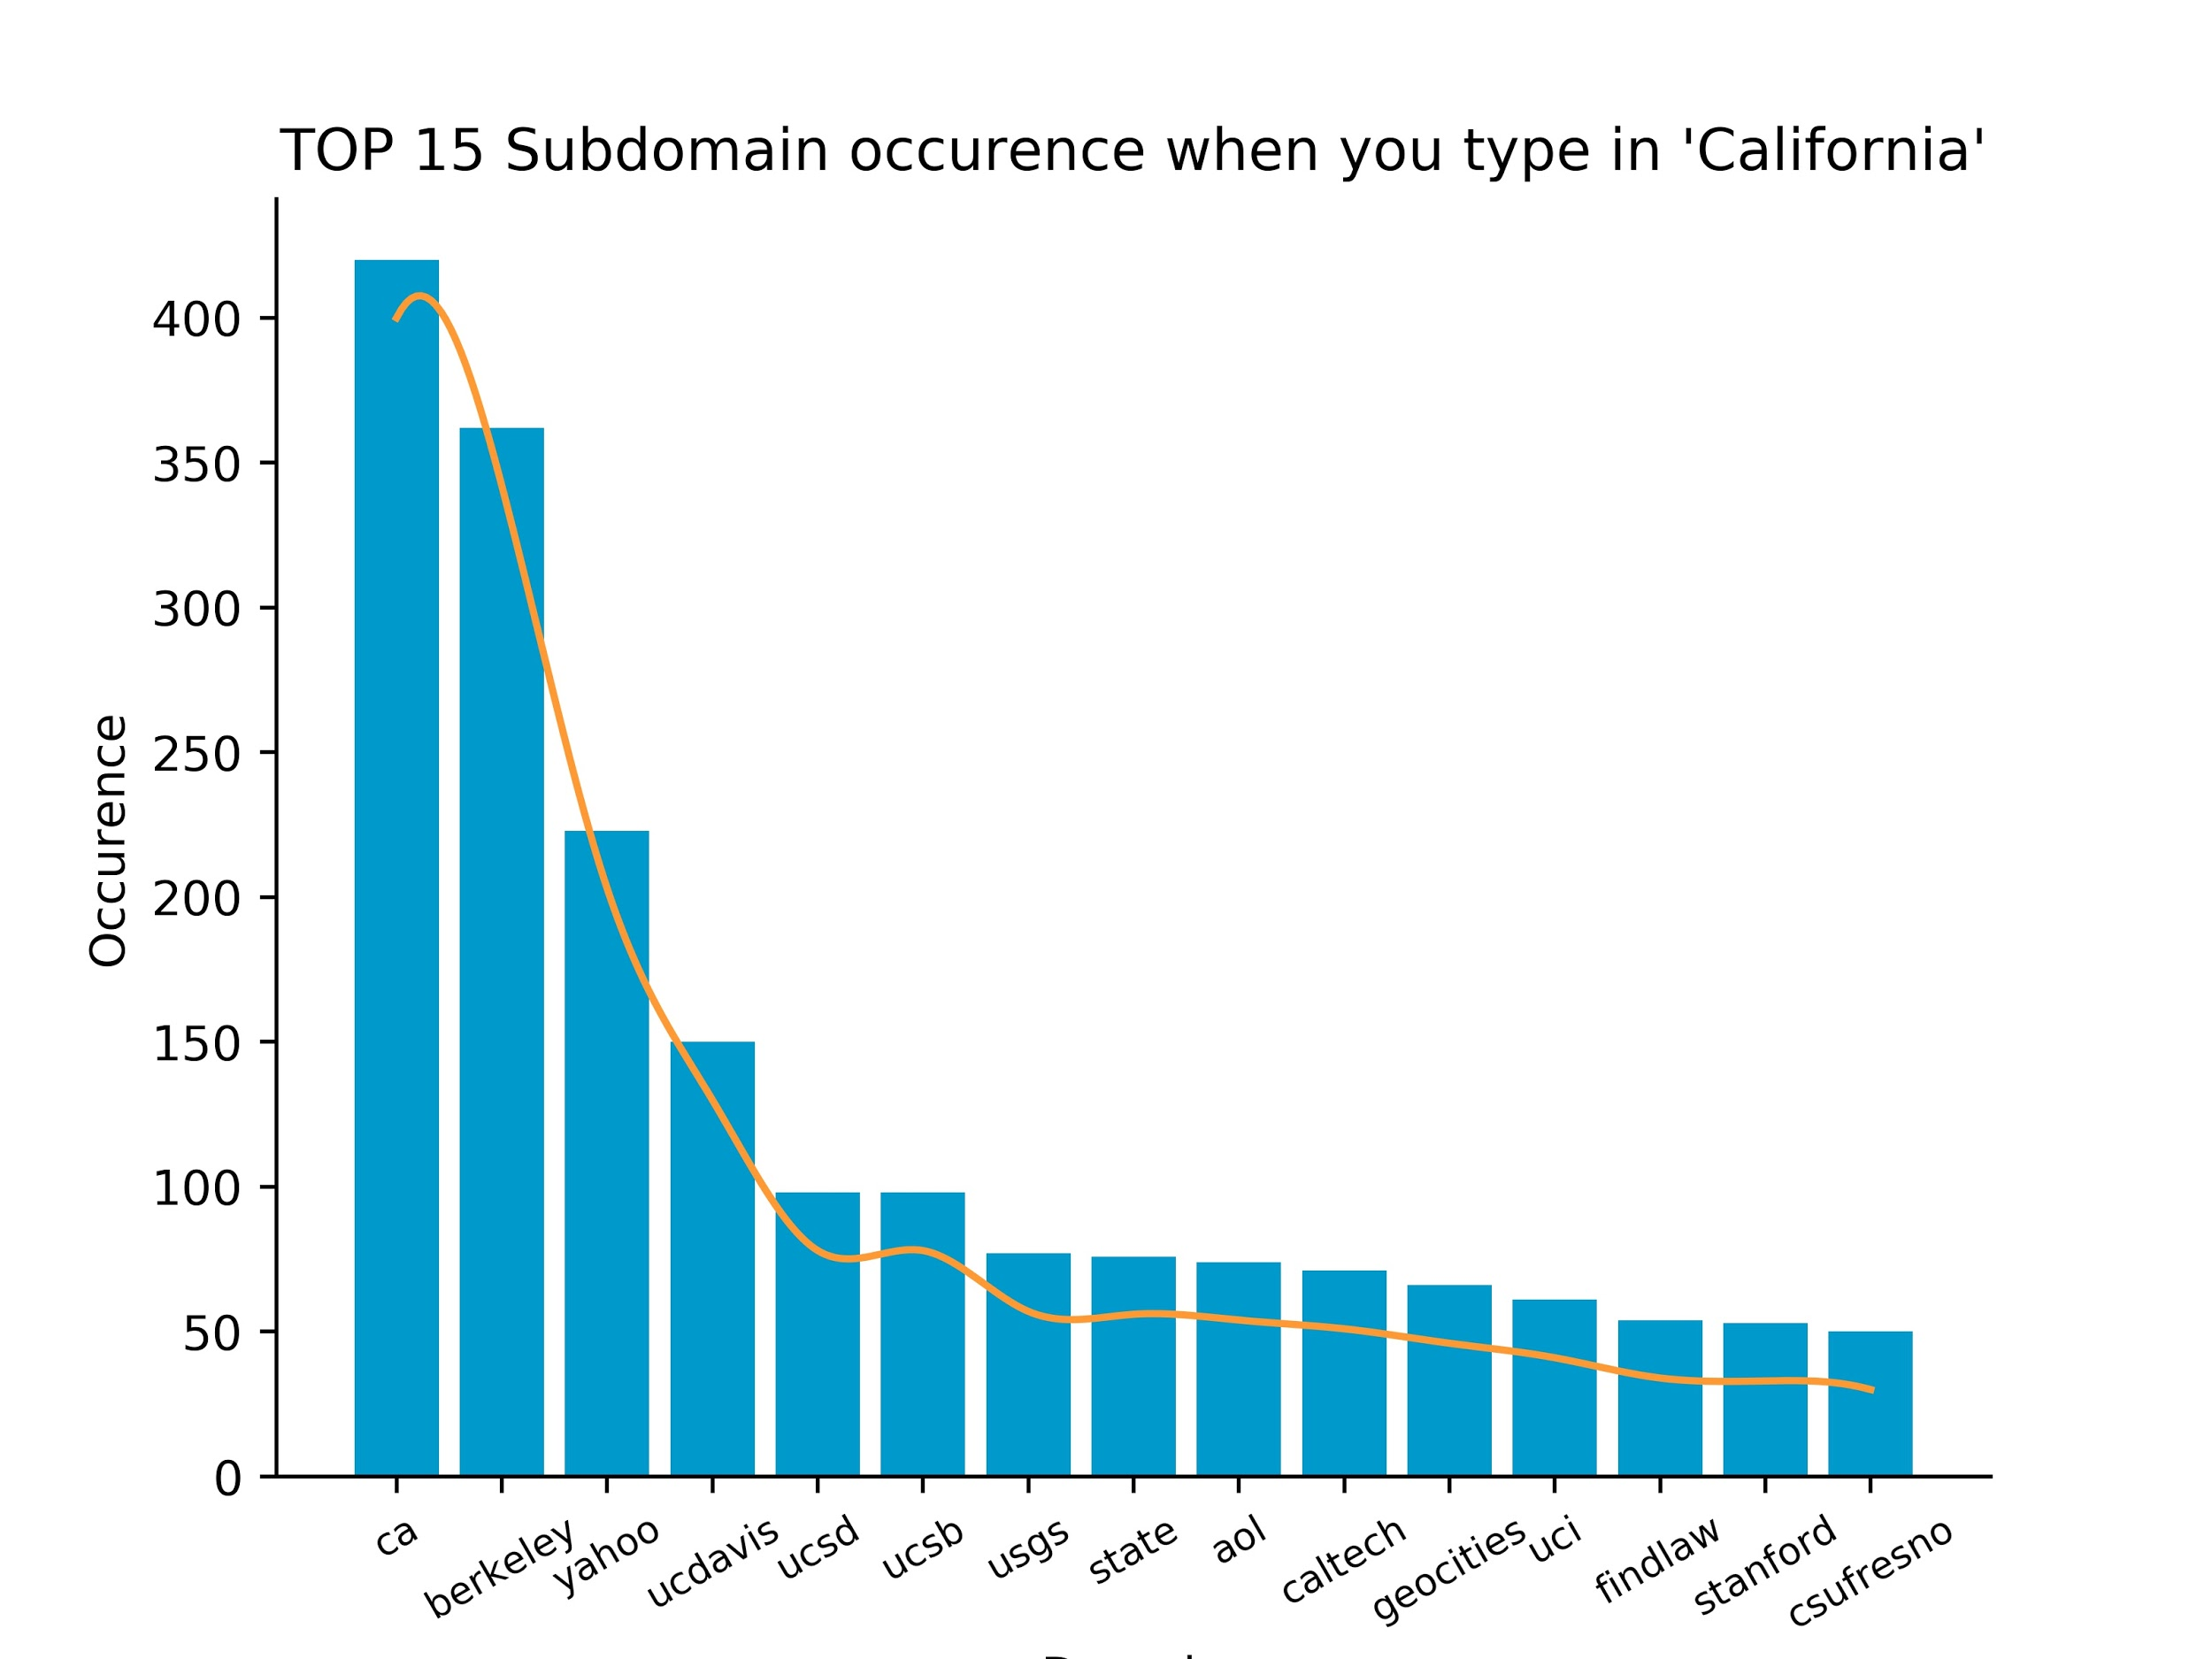 TOP 15 Subdomain occurence when you type in 'California'
400
350
300
250
200
150
100
50
0
Occurence
ca
berkeley
yahoo
ucdavis
ucsd
ucsb
usgs
state
aol
caltech
geocities
uci
findlaw
stanford
csufresno